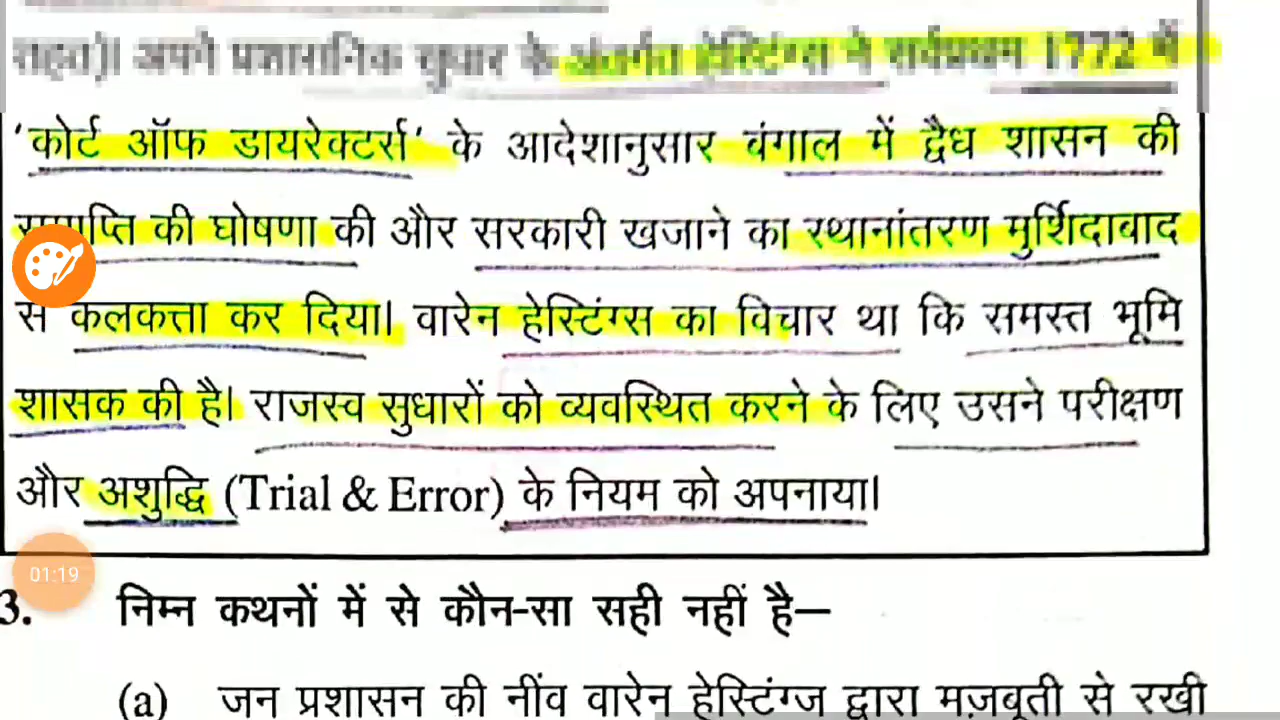 सहत)। अपने प्रशासनिक सुधार के अंतर्गत हेस्टिंग्स ने सर्वप्रथम 1772 में
'कोर्ट ऑफ डायरेक्टर्स' के आदेशानुसार बंगाल में द्वैध शासन की
समाप्ति की घोषणा की और सरकारी खजाने का स्थानांतरण मुर्शिदाबाद
से कलकत्ता कर दिया। वारेन हेस्टिंग्स का विचार था कि समस्त भूमि
शासक की है। राजस्व सुधारों को व्यवस्थित करने के लिए उसने परीक्षण
और अशुद्धि (Trial & Error) के नियम को अपनाया।
01:19
3. निम्न कथनों में से कौन-सा सही नहीं है—
(a) जन प्रशासन की नींव वारेन हेस्टिंग्ज द्वारा मज़बूती से रखी